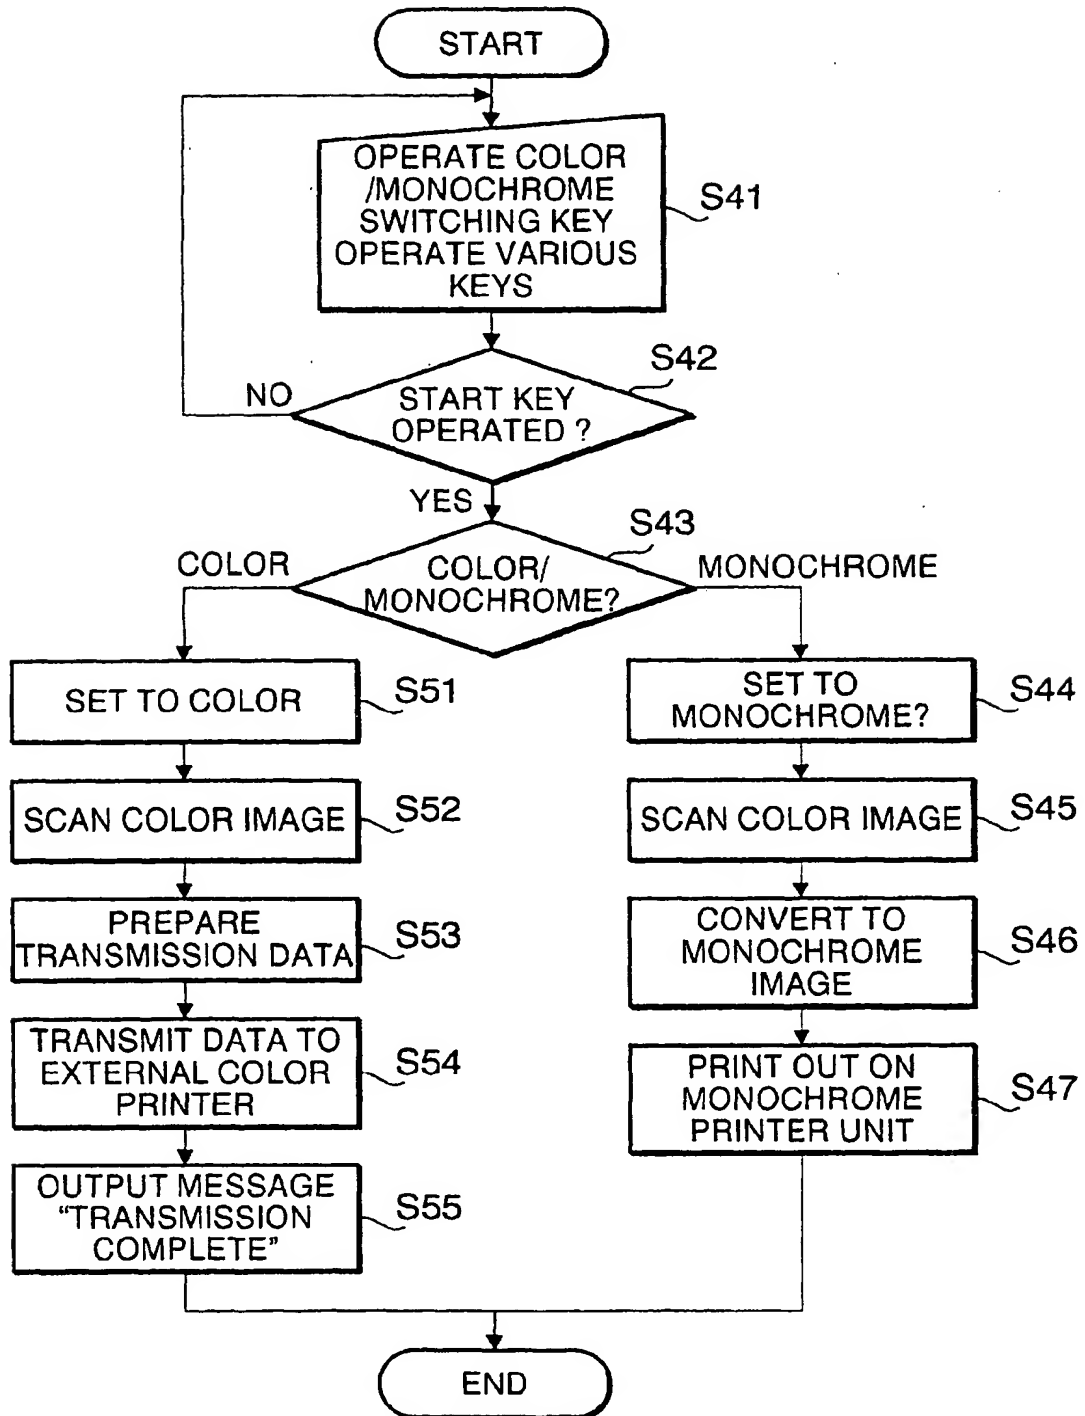 START
OPERATE COLOR
/MONOCHROME
SWITCHING KEY
OPERATE VARIOUS
KEYS
S41
S42
NO
START KEY
OPERATED ?
YES
S43
COLOR
COLOR/
MONOCHROME?
MONOCHROME
SET TO COLOR
S51
SCAN COLOR IMAGE
S52
PREPARE
TRANSMISSION DATA
S53
TRANSMIT DATA TO
EXTERNAL COLOR
PRINTER
S54
OUTPUT MESSAGE
“TRANSMISSION
COMPLETE”
S55
SET TO
MONOCHROME?
S44
SCAN COLOR IMAGE
S45
CONVERT TO
MONOCHROME
IMAGE
S46
PRINT OUT ON
MONOCHROME
PRINTER UNIT
S47
END